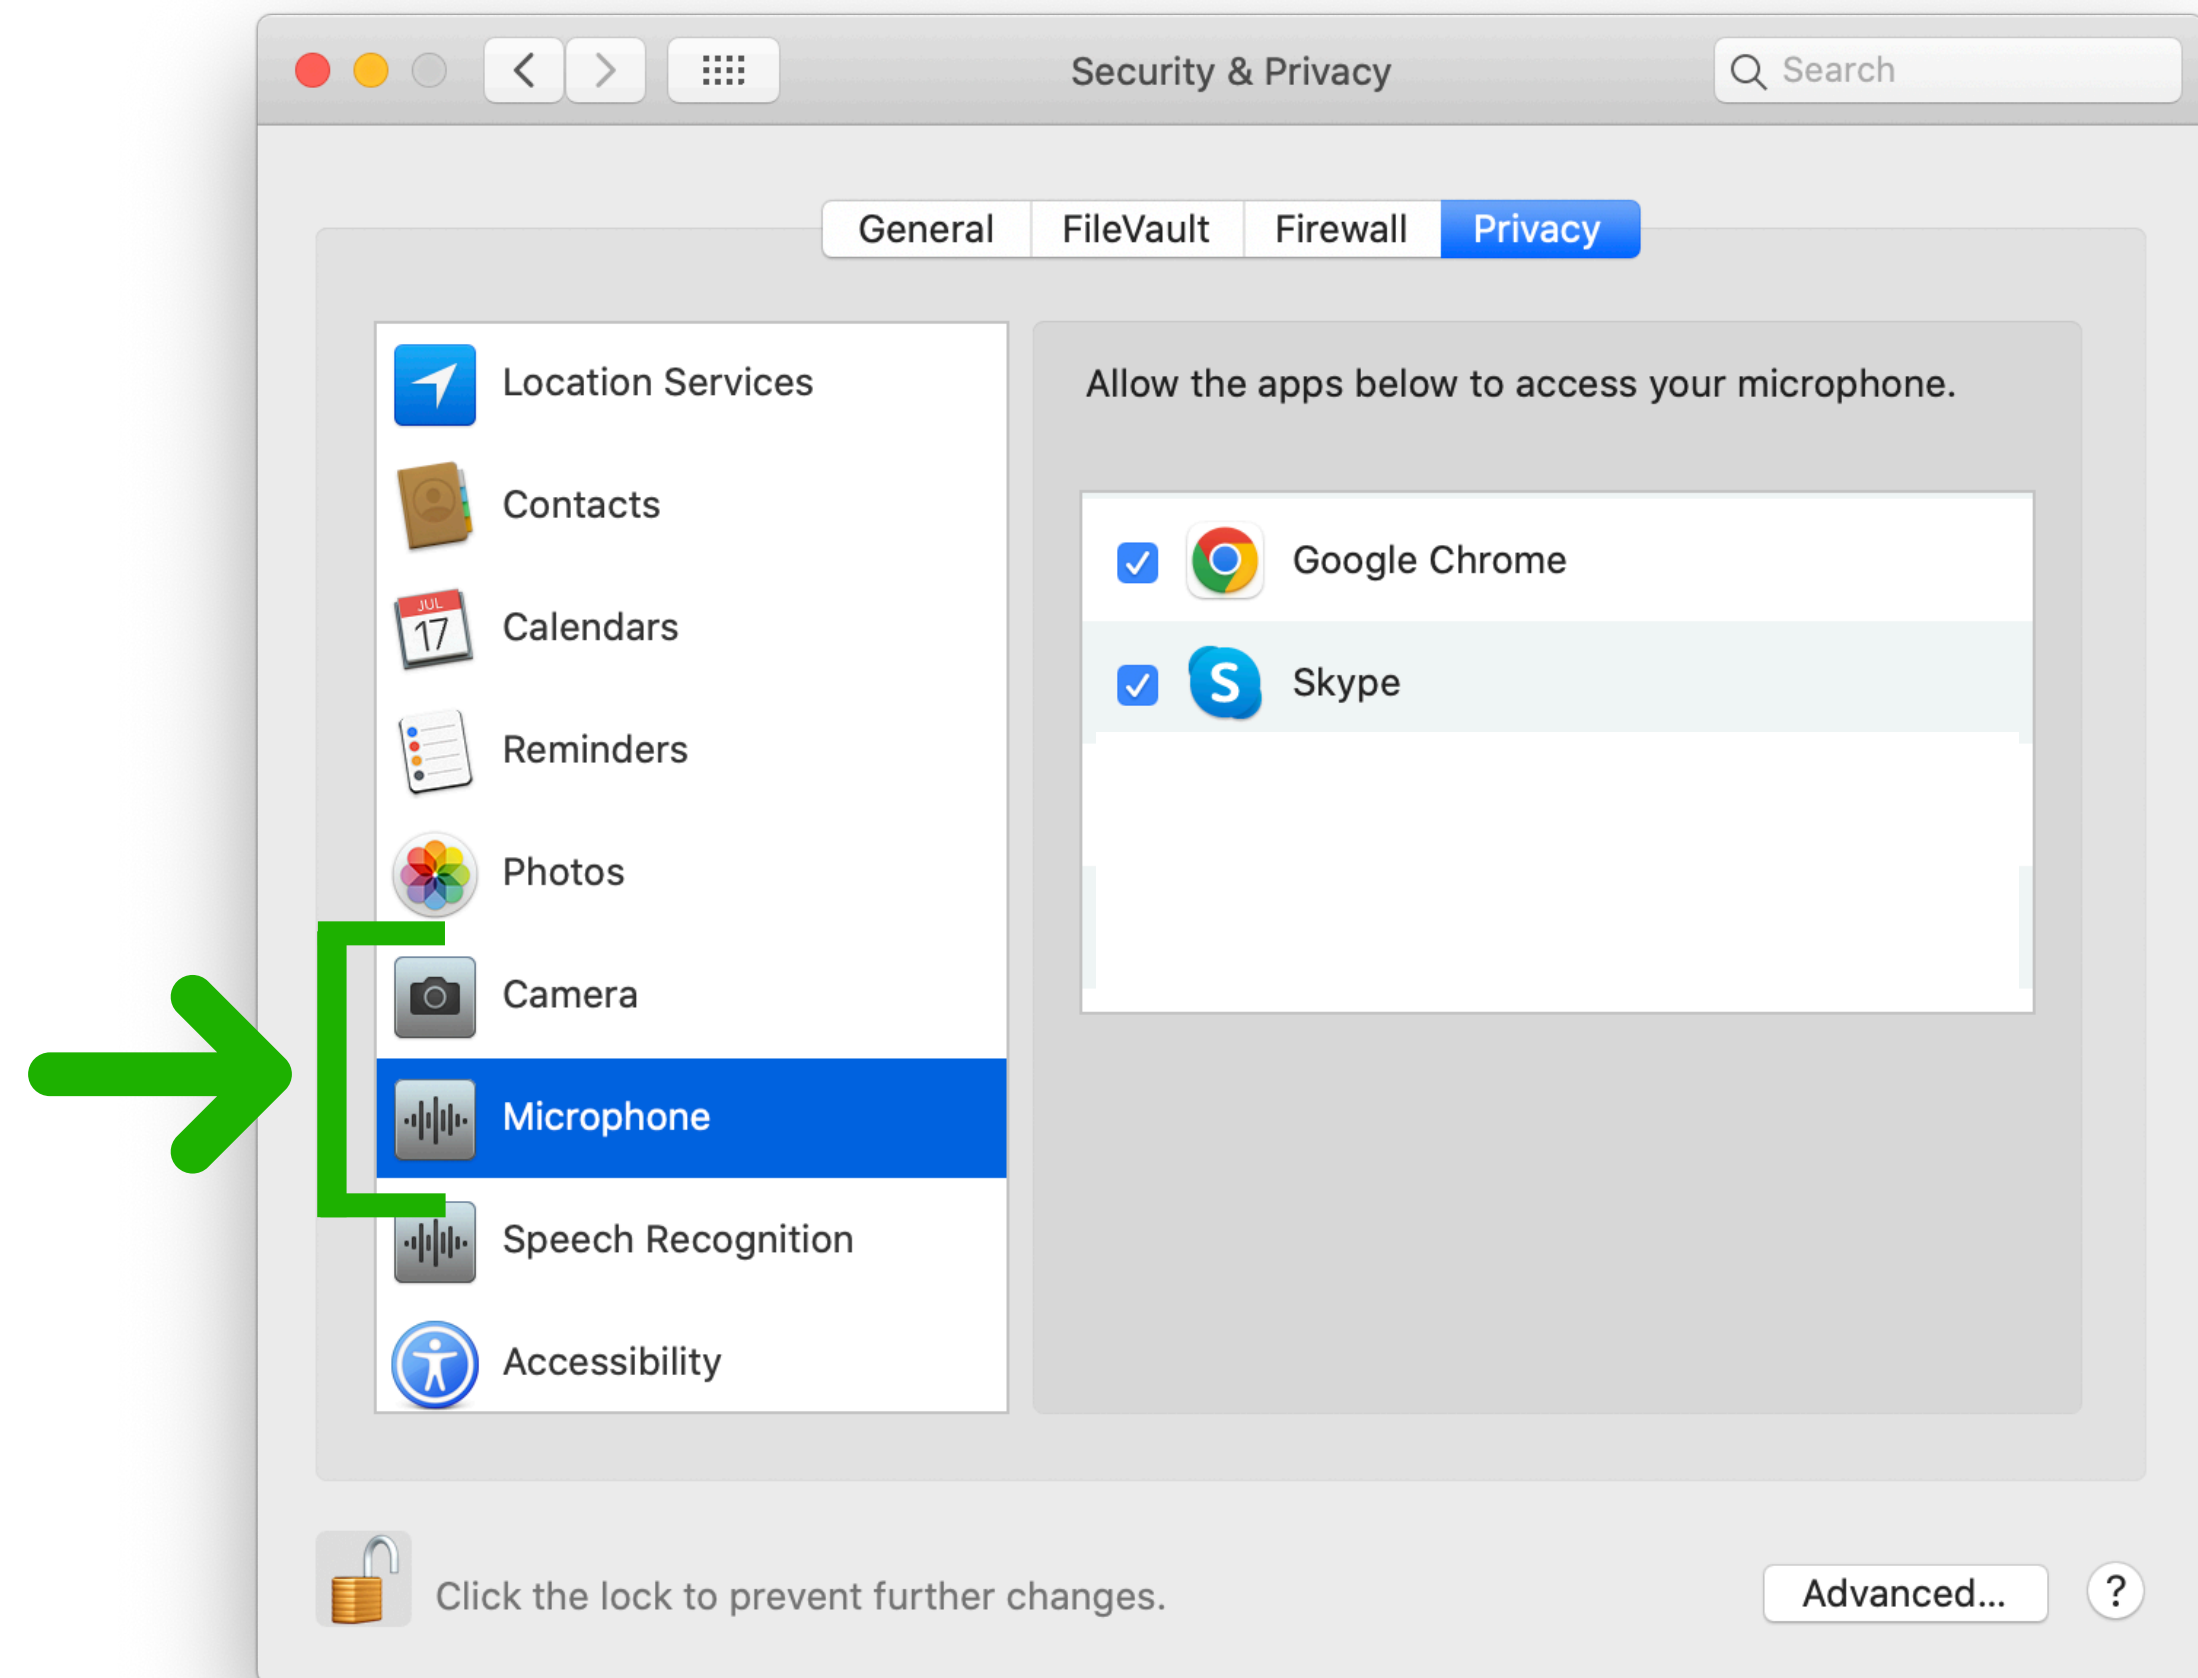 Security & Privacy
Search
General FileVault Firewall Privacy
Location Services
Contacts
JUL
17
Calendars
Reminders
Photos
Camera
Microphone
Speech Recognition
Accessibility
Allow the apps below to access your microphone.
Google Chrome
S Skype
Click the lock to prevent further changes.
Advanced...
?